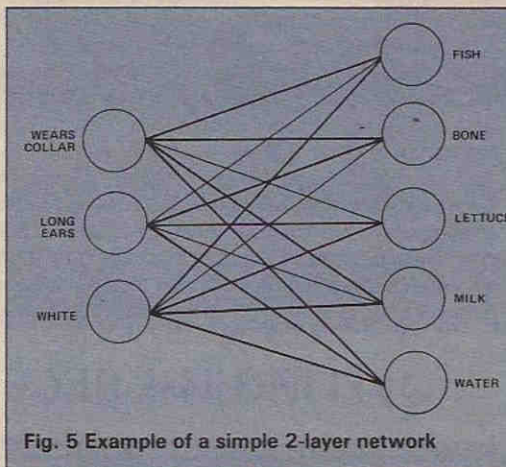 FISH
WEARS
COLLAR
BONE
LONG
EARS
LETTUCE
WHITE
MILK
WATER
Fig. 5 Example of a simple 2-layer network